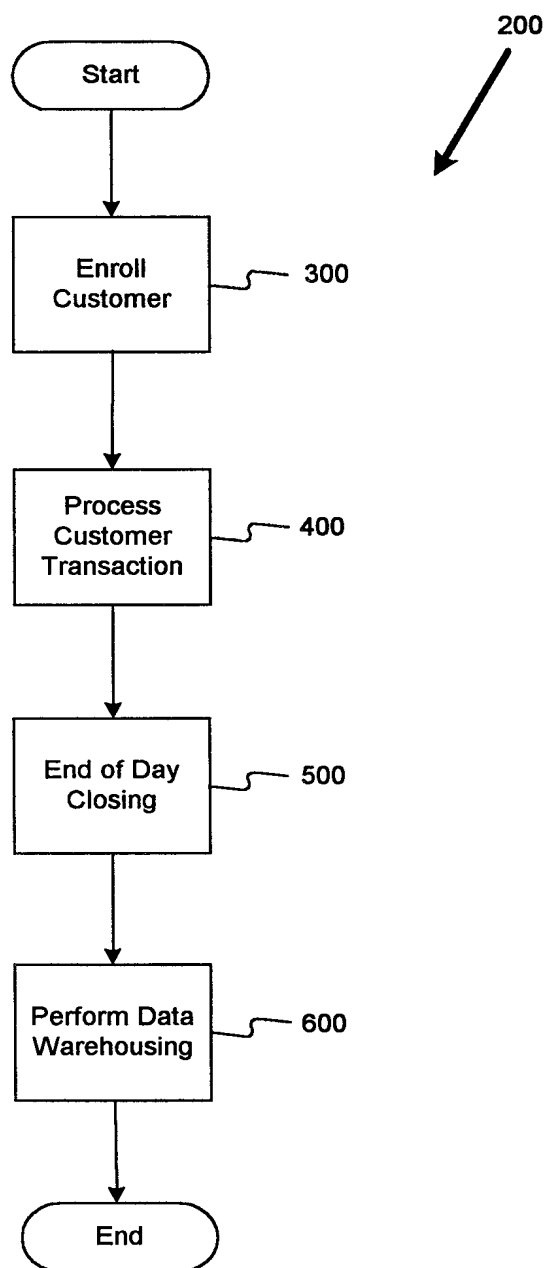 200
Start
Enroll
Customer
300
Process
Customer
Transaction
400
End of Day
Closing
500
Perform Data
Warehousing
600
End